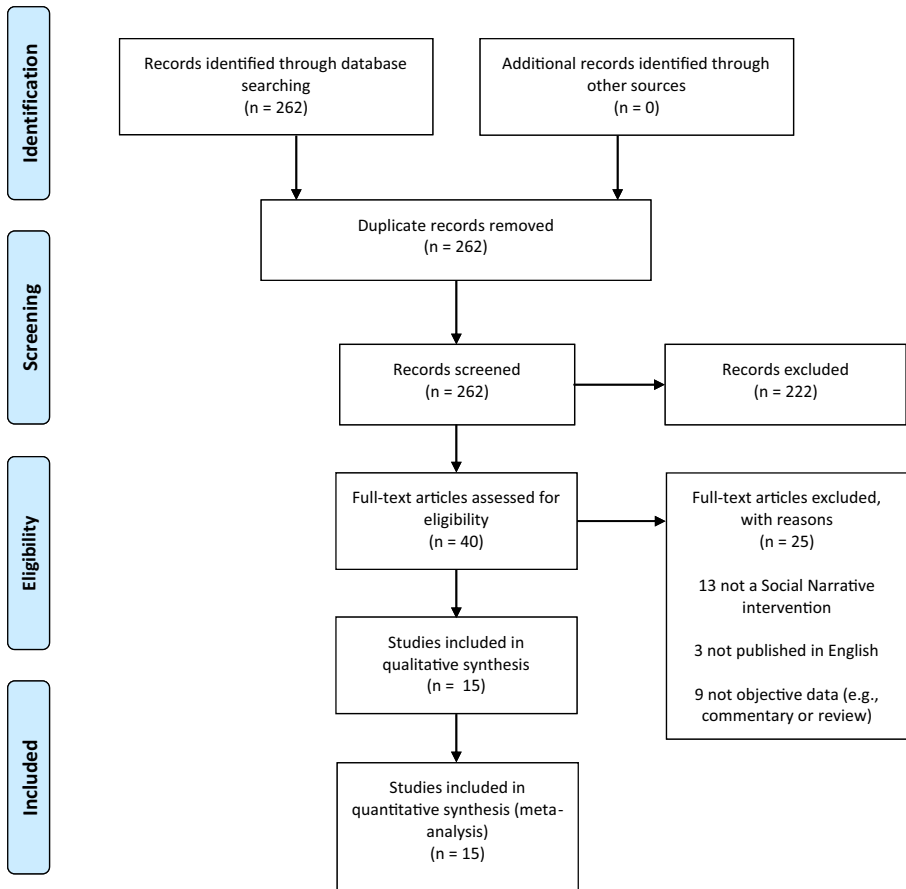 Identification
Records identified through database
searching
(n = 262)
Additional records identified through
other sources
(n = 0)
Duplicate records removed
(n = 262)
Screening
Records screened
(n = 262)
Records excluded
(n = 222)
Eligibility
Full-text articles assessed for
eligibility
(n = 40)
Full-text articles excluded,
with reasons
(n = 25)
13 not a Social Narrative
intervention
3 not published in English
9 not objective data (e.g.,
commentary or review)
Studies included in
qualitative synthesis
(n = 15)
Included
Studies included in
quantitative synthesis (meta-
analysis)
(n = 15)